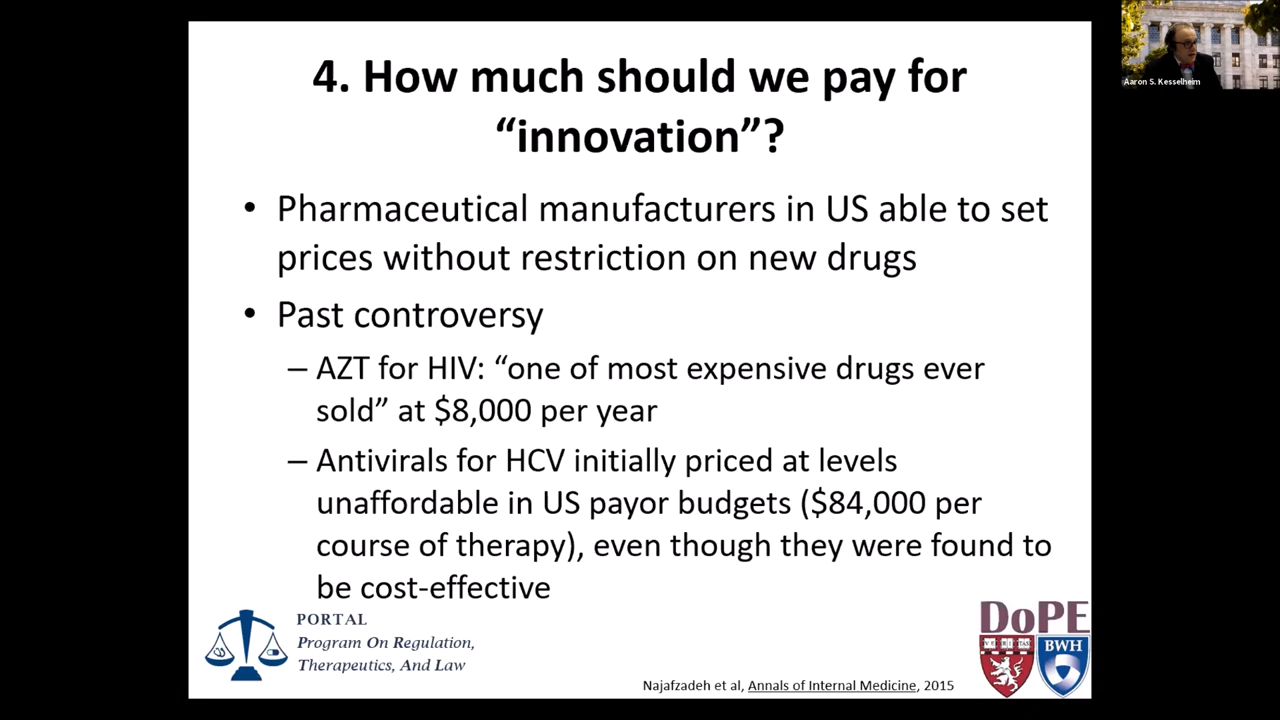 4. How much should we pay for
“innovation”?
• Pharmaceutical manufacturers in US able to set
prices without restriction on new drugs
• Past controversy
– AZT for HIV: “one of most expensive drugs ever
sold” at $8,000 per year
– Antivirals for HCV initially priced at levels
unaffordable in US payor budgets ($84,000 per
course of therapy), even though they were found to
be cost-effective
PORTAL
Program On Regulation,
Therapeutics, And Law
Najafzadeh et al, Annals of Internal Medicine, 2015
DoPE
BWH
Aaron S. Kesselheim